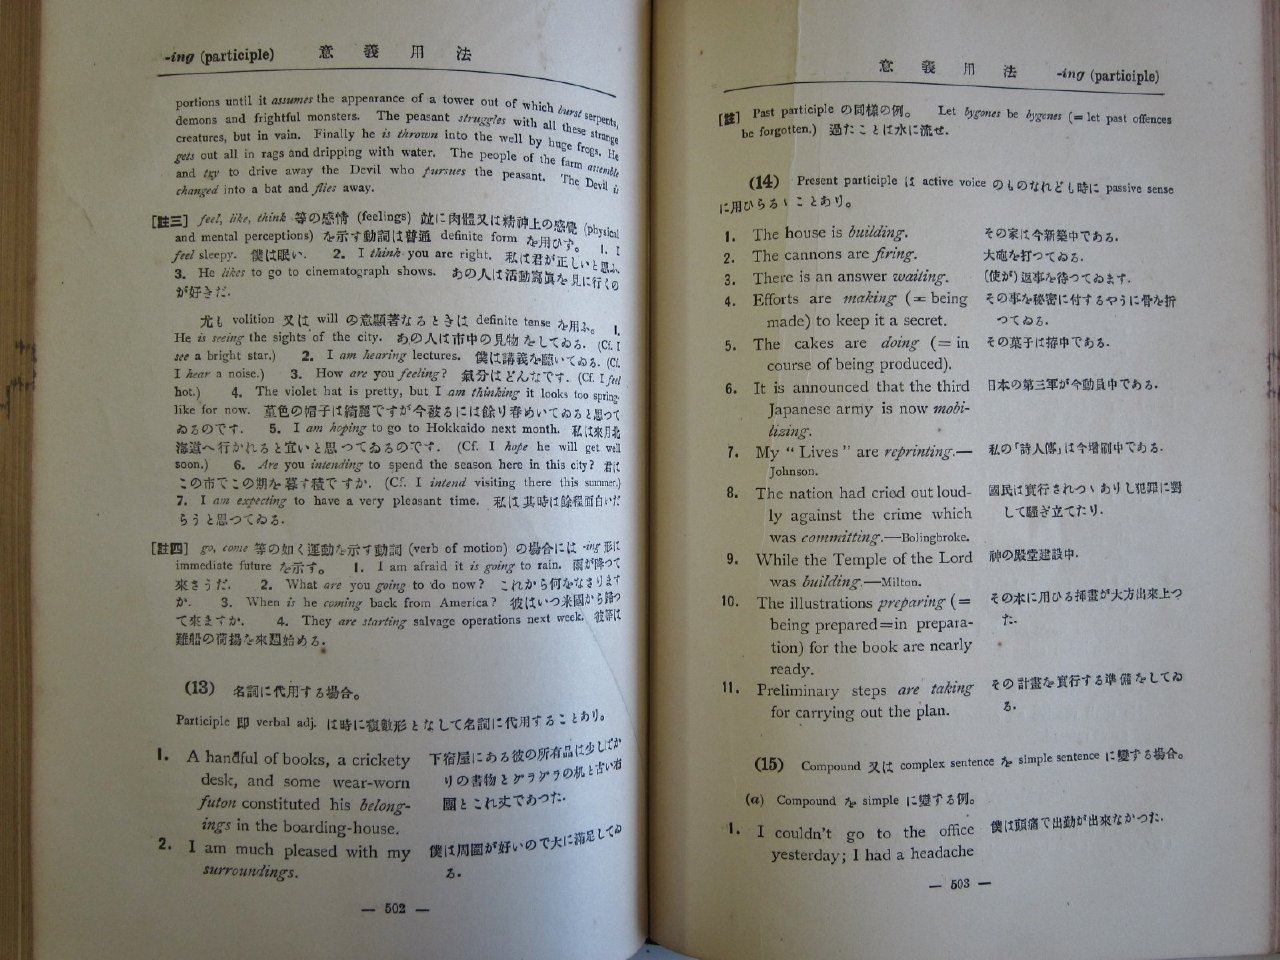 -ing (participle) 意義用法
portions until it assumes the appearance of a tower out of which burst serpents,
demons and frightful monsters. The peasant struggles with all these strange
creatures, but in vain. Finally he is thrown into the well by huge frogs. He
gets out all in rags and dripping with water. The people of the farm assemble
and try to drive away the Devil who pursues the peasant. The Devil is
changed into a bat and flies away.
[註三] feel, like, think 等の感情 (feelings) 竝に肉體又は精神上の感覺 (physical
and mental perceptions) を示す動詞は普通 definite form を用ひず。 1. I
feel sleepy. 僕は眠い. 2. I think you are right. 私は君が正しいと思ふ.
3. He likes to go to cinematograph shows. あの人は活動寫眞を見に行くの
が好きだ.
尤も volition 又は will の意顯著なるときは definite tense を用ふ。 1.
He is seeing the sights of the city. あの人は市中の見物をしてゐる. (Cf. I
see a bright star.) 2. I am hearing lectures. 僕は講義を聽いてゐる. (Cf.
I hear a noise.) 3. How are you feeling? 氣分はどんなです. (Cf. I feel
hot.) 4. The violet hat is pretty, but I am thinking it looks too spring-
like for now. 菫色の帽子は綺麗ですが今被るには餘り春めいてゐると思つて
ゐるのです. 5. I am hoping to go to Hokkaido next month. 私は來月北
海道へ行かれると宜いと思つてゐるのです. (Cf. I hope he will get well
soon.) 6. Are you intending to spend the season here in this city? 君は
この市でこの期を暮す積ですか. (Cf. I intend visiting there this summer.)
7. I am expecting to have a very pleasant time. 私は其時は餘程面白いだ
らうと思つてゐる.
[註四] go, come 等の如く運動を示す動詞 (verb of motion) の場合には -ing 形は
immediate future を示す。 1. I am afraid it is going to rain. 雨が降つて
來さうだ. 2. What are you going to do now? これから何をなさります
か. 3. When is he coming back from America? 彼はいつ米國から歸つ
て來ますか. 4. They are starting salvage operations next week. 彼等は
難船の荷揚を來週始める.
(13) 名詞に代用する場合。
Participle 即 verbal adj. は時に複數形となして名詞に代用することあり。
1. A handful of books, a crickety 下宿屋にある彼の所有品は少しばか
desk, and some wear-worn りの書物とグラグラの机と古い布
futon constituted his belong- 團とこれ丈であつた.
ings in the boarding-house.
2. I am much pleased with my 僕は周圍が好いので大に滿足してゐ
surroundings. る.
— 502 —
意義用法 -ing (participle)
[註] Past participle の同樣の例。 Let bygones be bygones (= let past offences
be forgotten.) 過たことは水に流せ.
(14) Present participle は active voice のものなれども時に passive sense
に用ひらるゝことあり。
1. The house is building. その家は今新築中である.
2. The cannons are firing. 大砲を打つてゐる.
3. There is an answer waiting. (使が)返事を待つてゐます.
4. Efforts are making (= being その事を秘密に付するやうに骨を折
made) to keep it a secret. つてゐる.
5. The cakes are doing (= in その菓子は拵中である.
course of being produced).
6. It is announced that the third 日本の第三軍が今動員中である.
Japanese army is now mobi-
lizing.
7. My “ Lives ” are reprinting.— 私の「詩人傳」は今增刷中である.
Johnson.
8. The nation had cried out loud- 國民は實行されつゝありし犯罪に對
ly against the crime which して騷ぎ立てたり.
was committing.—Bolingbroke.
9. While the Temple of the Lord 神の殿堂建設中.
was building.—Milton.
10. The illustrations preparing (= その本に用ひる挿畫が大方出來上つ
being prepared=in prepara- た.
tion) for the book are nearly
ready.
11. Preliminary steps are taking その計畫を實行する準備をしてゐ
for carrying out the plan. る.
(15) Compound 又は complex sentence を simple sentence に變する場合。
(a) Compound を simple に變する例。
1. I couldn't go to the office 僕は頭痛で出勤が出來なかつた.
yesterday; I had a headache
— 503 —